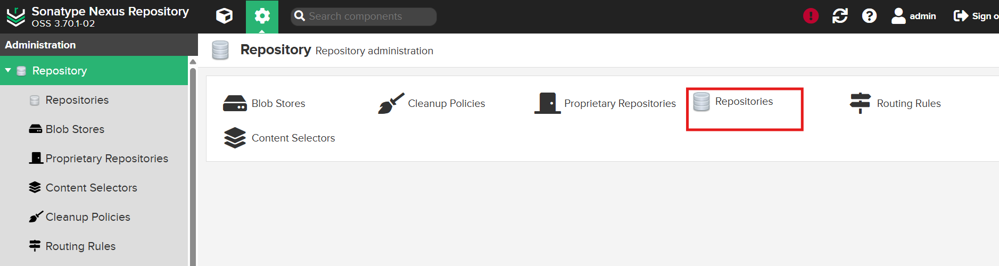 Sonatype Nexus Repository
OSS 3.70.1-02
Search components
admin
Sign o
Administration
Repository
Repositories
Blob Stores
Proprietary Repositories
Content Selectors
Cleanup Policies
Routing Rules
Repository Repository administration
Blob Stores
Cleanup Policies
Proprietary Repositories
Repositories
Routing Rules
Content Selectors